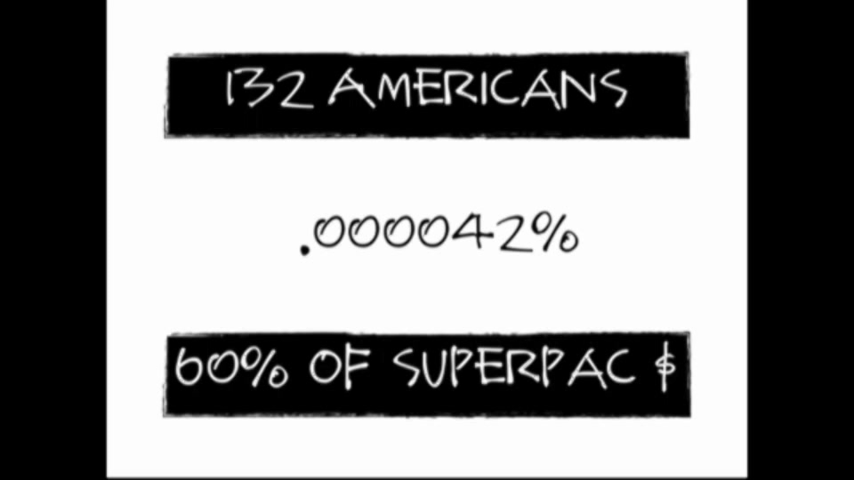 132 AMERICANS
.000042%
60% OF SUPERPAC $